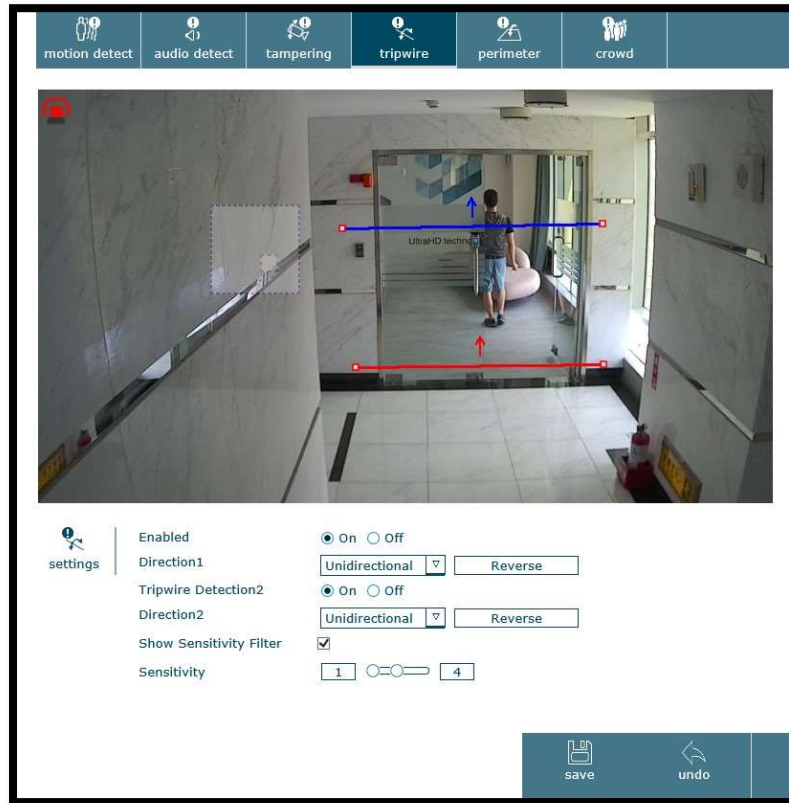 motion detect audio detect tampering tripwire perimeter crowd
UltraHD techno
settings
Enabled On Off
Direction1 Unidirectional Reverse
Tripwire Detection2 On Off
Direction2 Unidirectional Reverse
Show Sensitivity Filter
Sensitivity 1 4
save undo